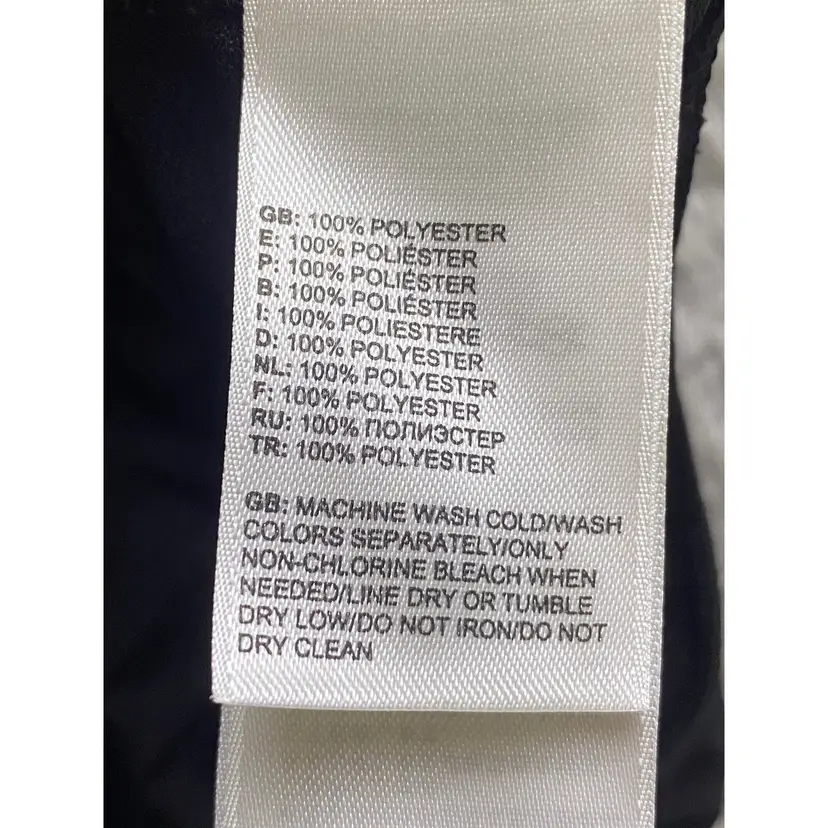 GB: 100% POLYESTER
E: 100% POLIÉSTER
P: 100% POLIÉSTER
B: 100% POLIÉSTER
I: 100% POLIESTERE
D: 100% POLYESTER
NL: 100% POLYESTER
F: 100% POLYESTER
RU: 100% ПОЛИЭСТЕР
TR: 100% POLYESTER
GB: MACHINE WASH COLD/WASH
COLORS SEPARATELY/ONLY
NON-CHLORINE BLEACH WHEN
NEEDED/LINE DRY OR TUMBLE
DRY LOW/DO NOT IRON/DO NOT
DRY CLEAN